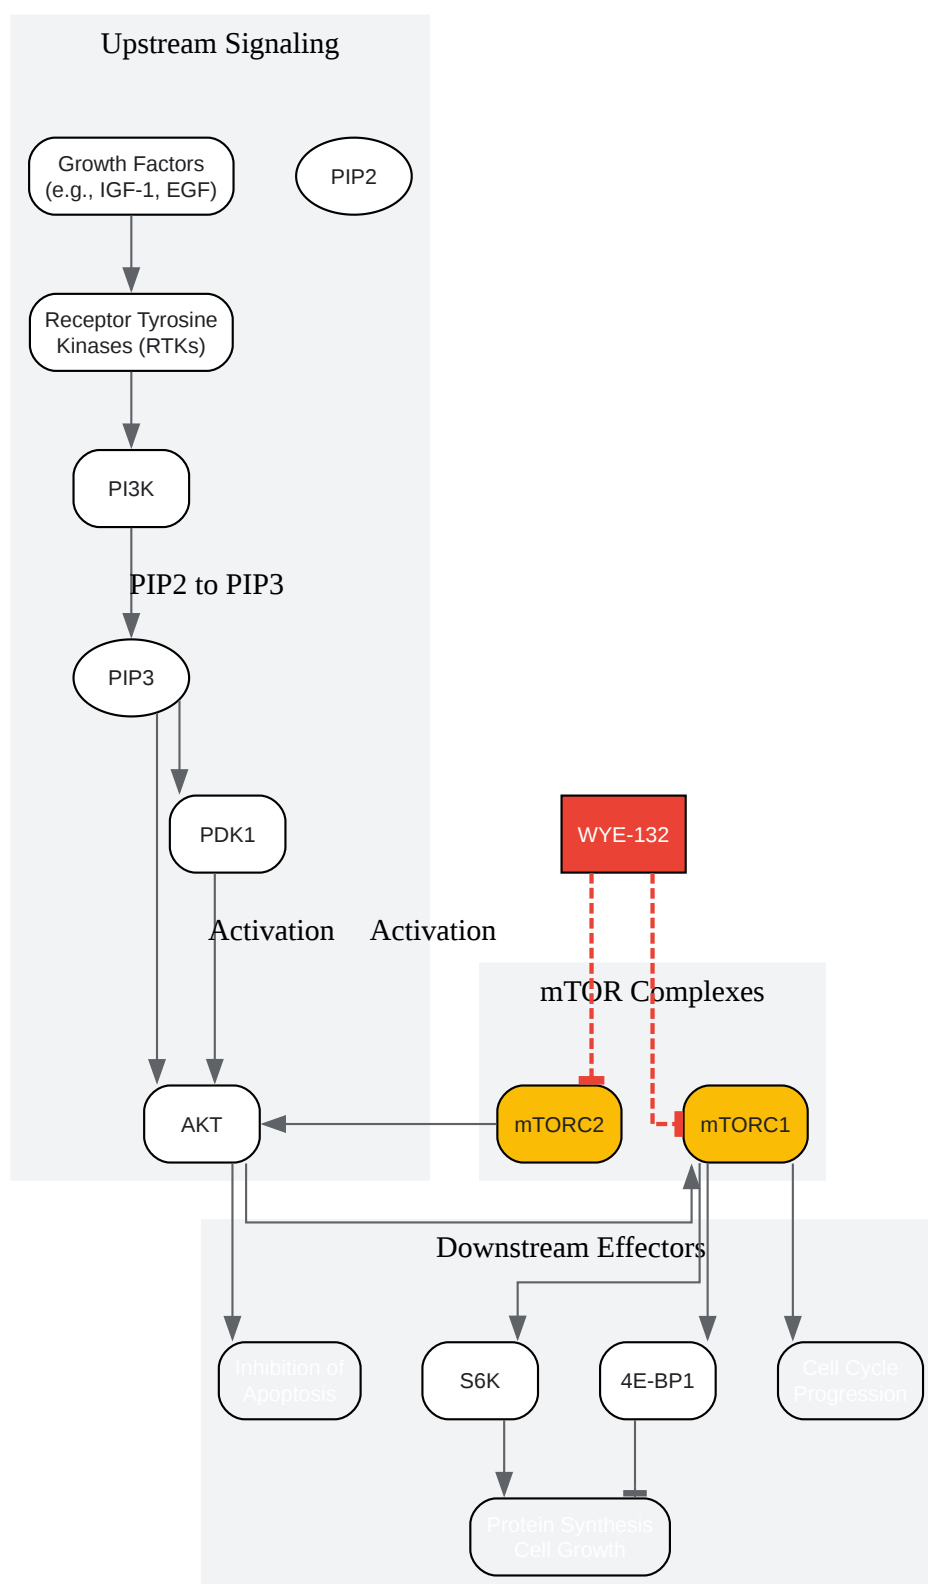 Upstream Signaling
Growth Factors
(e.g., IGF-1, EGF)
PIP2
Receptor Tyrosine
Kinases (RTKs)
PI3K
PIP2 to PIP3
PIP3
PDK1
WYE-132
Activation
Activation
mTOR Complexes
AKT
mTORC2
mTORC1
Downstream Effectors
Inhibition of
Apoptosis
S6K
4E-BP1
Cell Cycle
Progression
Protein Synthesis
Cell Growth